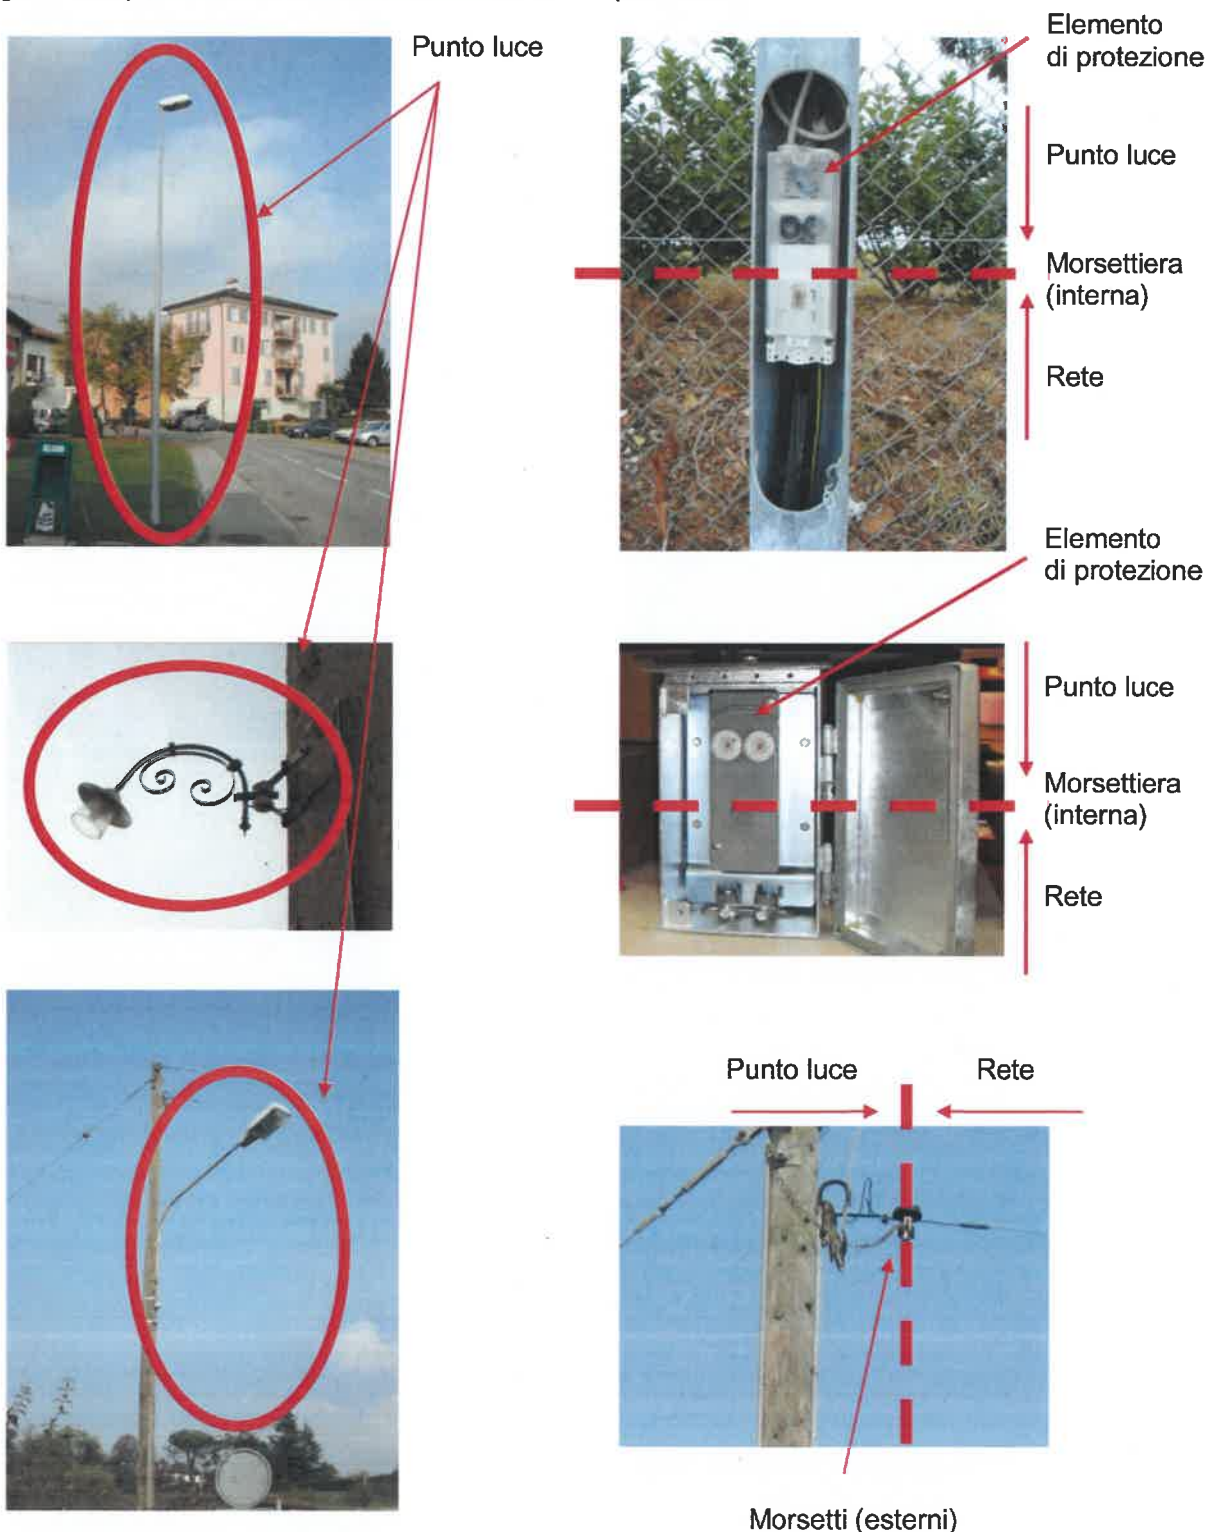 Punto luce
Elemento
di protezione
Punto luce
Morsettiera
(interna)
Rete
Elemento
di protezione
Punto luce
Morsettiera
(interna)
Rete
Punto luce
Rete
Morsetti (esterni)